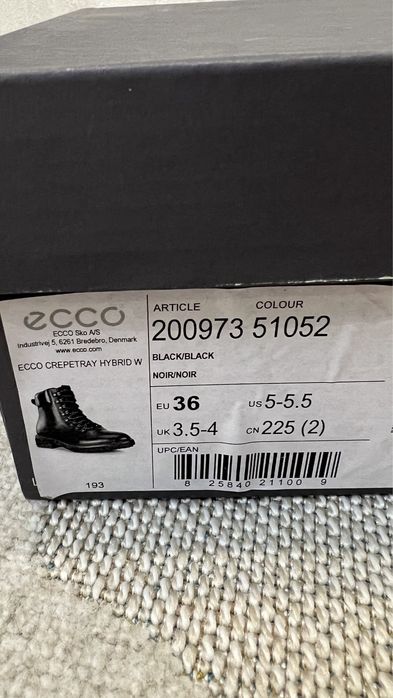 ecco
ECCO Sko A/S
Industrivej 5, 6261 Bredebro, Denmark
www.ecco.com
ECCO CREPETRAY HYBRID W
193
ARTICLE COLOUR
200973 51052
BLACK/BLACK
NOIR/NOIR
EU 36 US 5-5.5
UK 3.5-4 CN 225 (2)
UPC/EAN
8 25840 21100 9